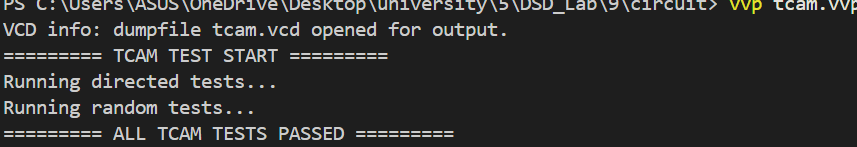 PS C:\Users\ASUS\OneDrive\Desktop\university\5\DSD_Lab\9\circuit> vvp tcam.vvp
VCD info: dumpfile tcam.vcd opened for output.
========= TCAM TEST START =========
Running directed tests...
Running random tests...
========= ALL TCAM TESTS PASSED =========